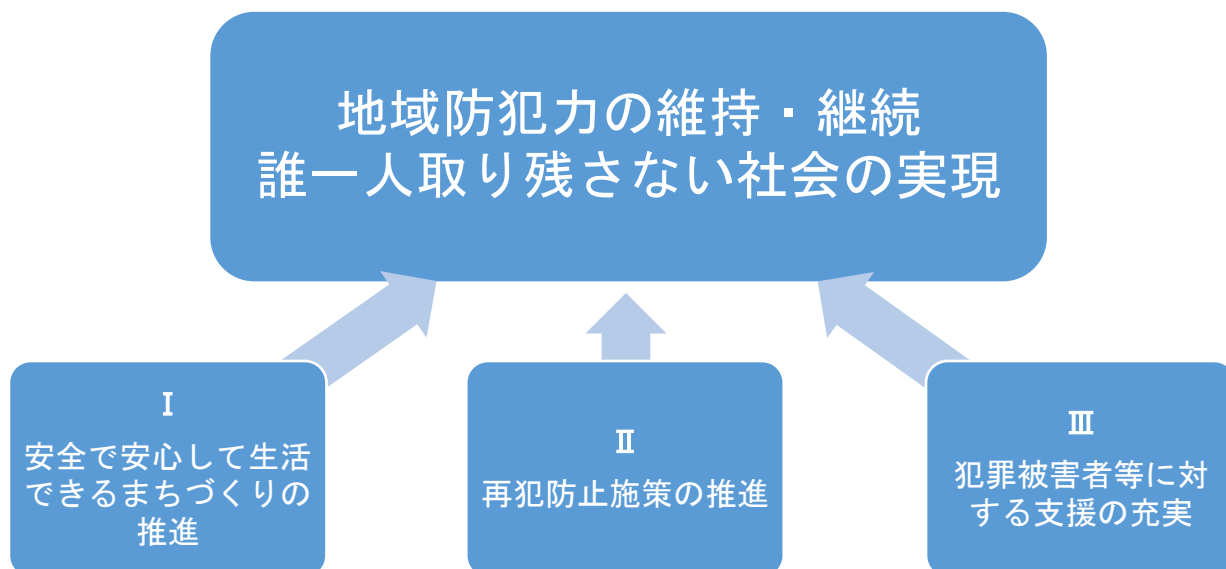 地域防犯力の維持・継続
誰一人取り残さない社会の実現
Ⅰ
安全で安心して生活
できるまちづくりの
推進
Ⅱ
再犯防止施策の推進
Ⅲ
犯罪被害者等に対
する支援の充実